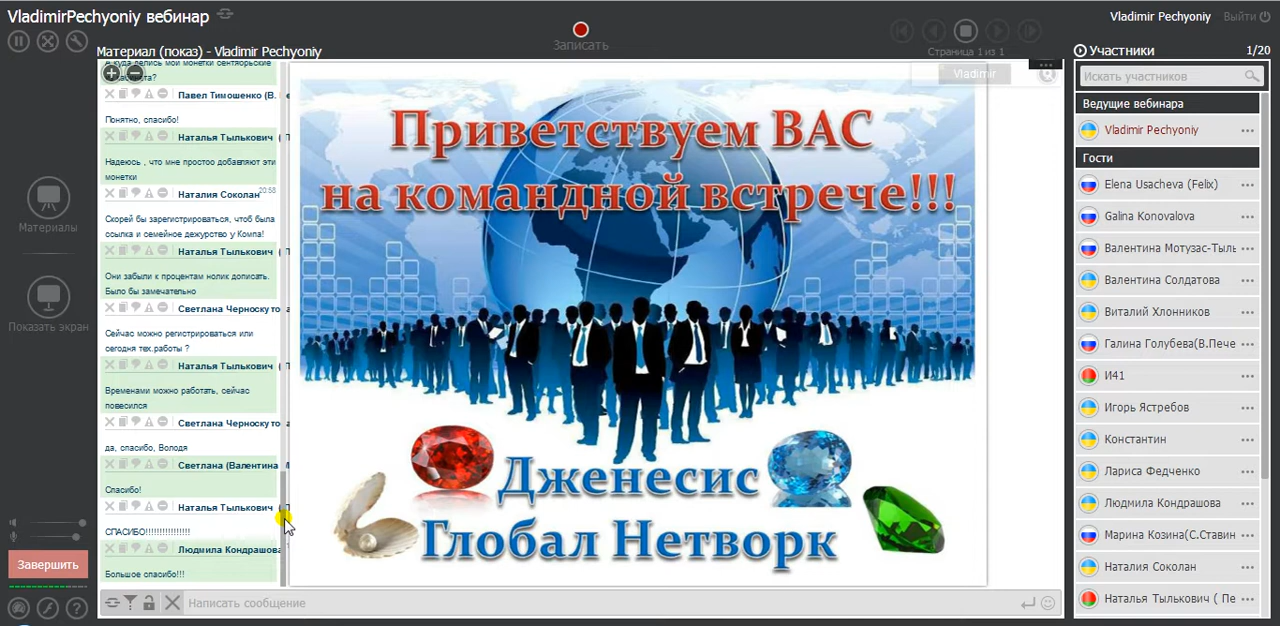 VladimirPechyoniy вебинар
Vladimir Pechyoniy Выйти
Записать
Страница 1 из 1
Материал (показ) - Vladimir Pechyoniy
Участники 1/20
Материалы
Показать экран
Завершить
монетки сентяорьские
Павел Тимошенко (В.
Понятно, спасибо!
Наталья Тылькович (
Надеюсь , что мне простоо добавляют эти
монетки
Наталия Соколан 20:58
Скорей бы зарегистрироваться, чтоб была
ссылка и семейное дежурство у Компа!
Наталья Тылькович (
Они забыли к процентам нолик дописать.
Было бы замечательно
Светлана Черноскуто
Сейчас можно регистрироваться или
сегодня тех.работы ?
Наталья Тылькович (
Временами можно работать, сейчас
повесился
Светлана Черноскуто
да, спасибо, Володя
Светлана (Валентина
Спасибо!
Наталья Тылькович (
СПАСИБО!!!!!!!!!!!!!!!!
Людмила Кондрашова
Большое спасибо!!!
Написать сообщение
Vladimir
Приветствуем ВАС
на командной встрече!!!
Дженесис
Глобал Нетворк
Искать участников
Ведущие вебинара
Vladimir Pechyoniy
Гости
Elena Usacheva (Felix)
Galina Konovalova
Валентина Мотузас-Тыль
Валентина Солдатова
Виталий Хлонников
Галина Голубева(В.Пече
И41
Игорь Ястребов
Константин
Лариса Федченко
Людмила Кондрашова
Марина Козина(С.Ставин
Наталия Соколан
Наталья Тылькович ( Пе